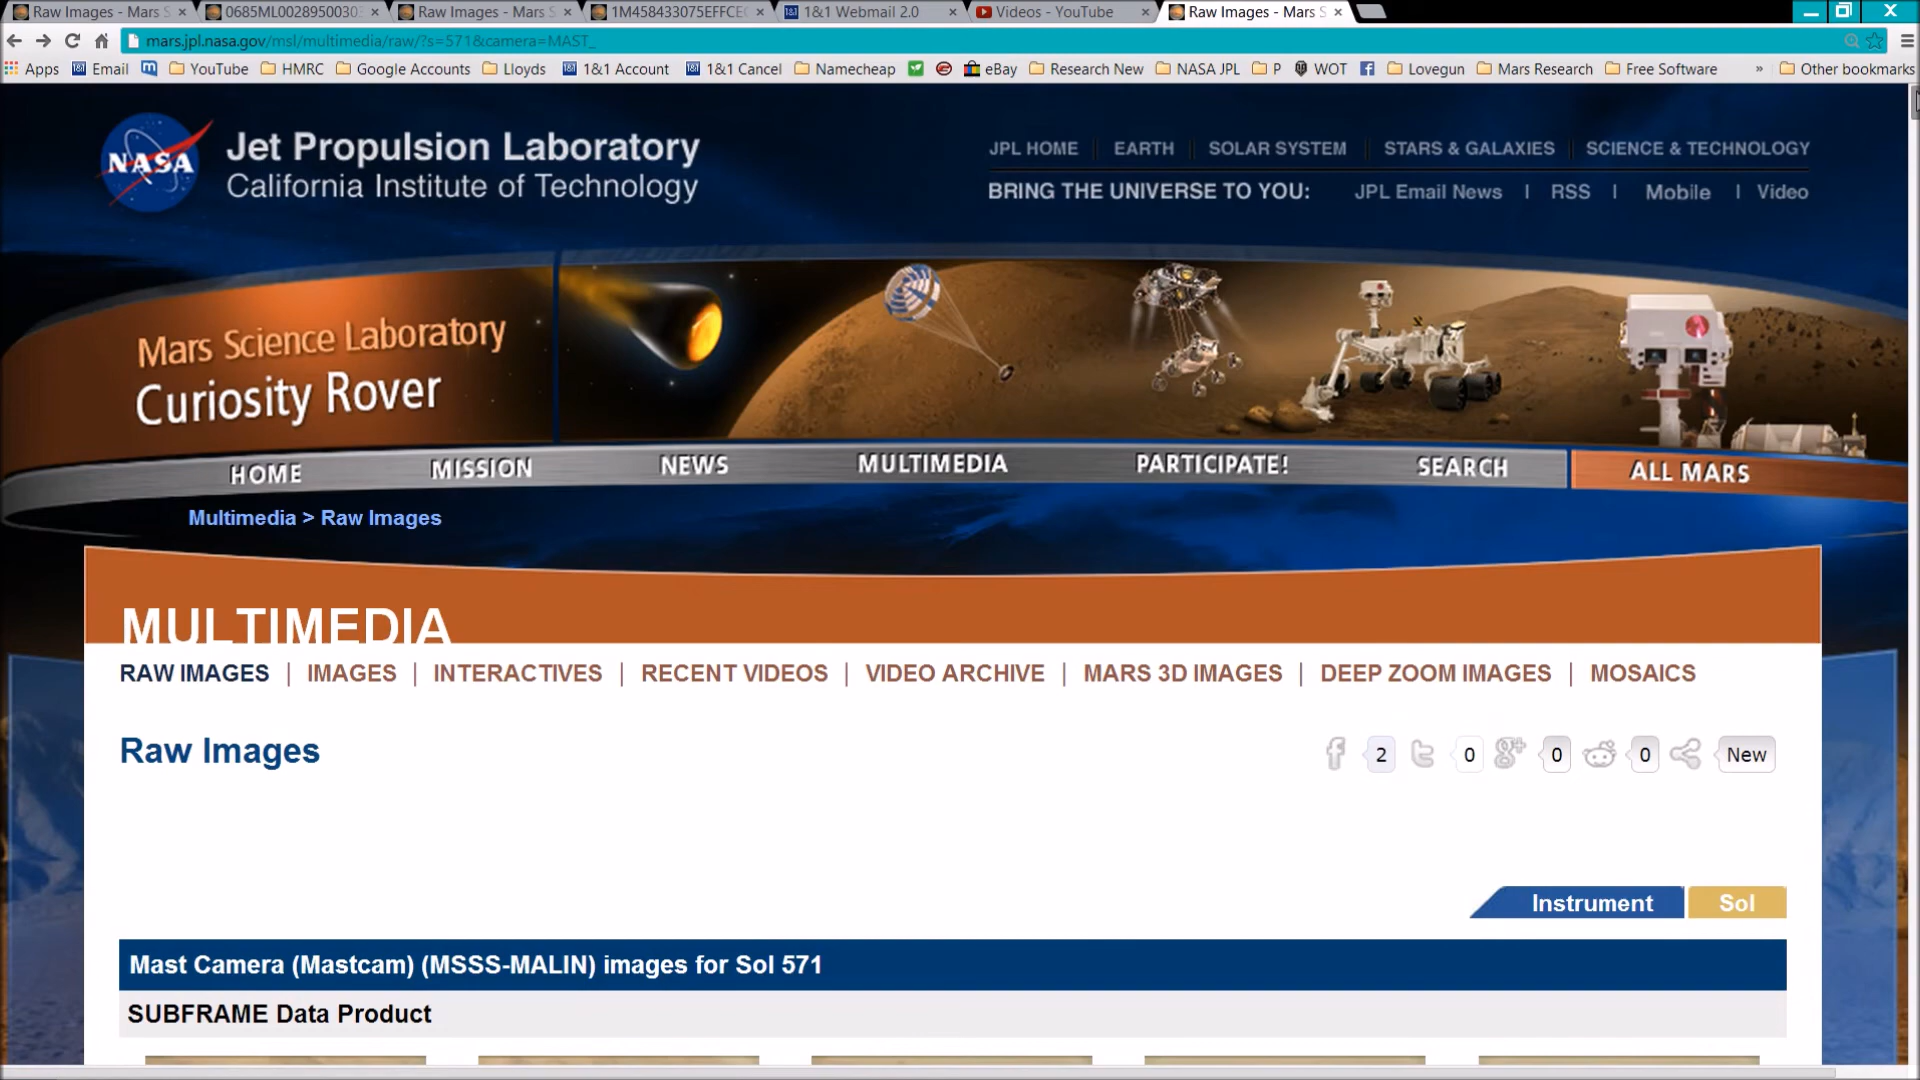 Raw Images - Mars S
0685ML002895003
Raw Images - Mars S
1M458433075EFFCE
1&1 Webmail 2.0
Videos - YouTube
Raw Images - Mars S
mars.jpl.nasa.gov/msl/multimedia/raw/?s=571&camera=MAST_
Apps
Email
YouTube
HMRC
Google Accounts
Lloyds
1&1 Account
1&1 Cancel
Namecheap
eBay
Research New
NASA JPL
P
WOT
Lovegun
Mars Research
Free Software
»
Other bookmarks
NASA
Jet Propulsion Laboratory
California Institute of Technology
JPL HOME
EARTH
SOLAR SYSTEM
STARS & GALAXIES
SCIENCE & TECHNOLOGY
BRING THE UNIVERSE TO YOU:
JPL Email News | RSS | Mobile | Video
Mars Science Laboratory
Curiosity Rover
HOME
MISSION
NEWS
MULTIMEDIA
PARTICIPATE!
SEARCH
ALL MARS
Multimedia > Raw Images
MULTIMEDIA
RAW IMAGES | IMAGES | INTERACTIVES | RECENT VIDEOS | VIDEO ARCHIVE | MARS 3D IMAGES | DEEP ZOOM IMAGES | MOSAICS
Raw Images
2
0
0
0
New
Instrument
Sol
Mast Camera (Mastcam) (MSSS-MALIN) images for Sol 571
SUBFRAME Data Product